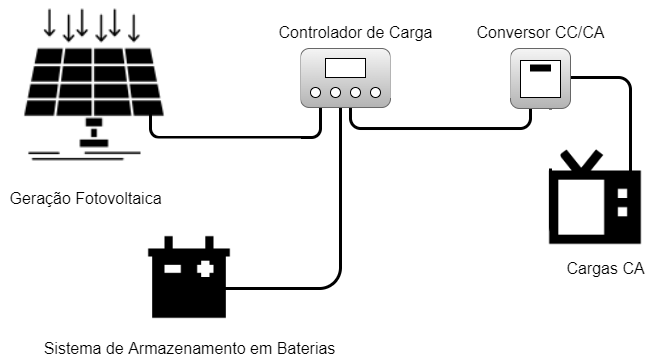 Controlador de Carga
Conversor CC/CA
Geração Fotovoltaica
Cargas CA
Sistema de Armazenamento em Baterias